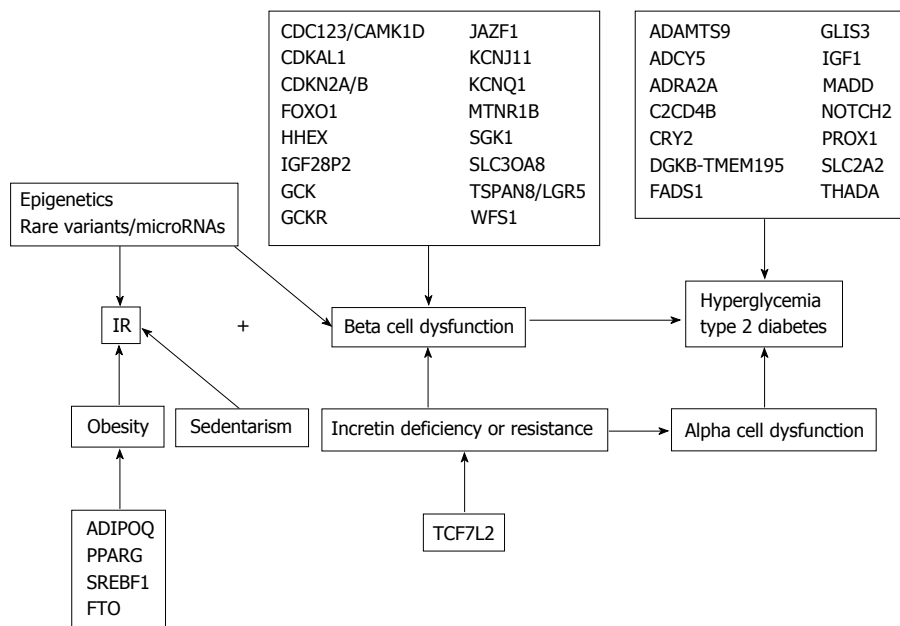 CDC123/CAMK1D
CDKAL1
CDKN2A/B
FOXO1
HHEX
IGF28P2
GCK
GCKR
JAZF1
KCNJ11
KCNQ1
MTNR1B
SGK1
SLC3OA8
TSPAN8/LGR5
WFS1
ADAMTS9
ADCY5
ADRA2A
C2CD4B
CRY2
DGKB-TMEM195
FADS1
GLIS3
IGF1
MADD
NOTCH2
PROX1
SLC2A2
THADA
Epigenetics
Rare variants/microRNAs
IR
+
Beta cell dysfunction
Hyperglycemia
type 2 diabetes
Obesity
Sedentarism
Incretin deficiency or resistance
Alpha cell dysfunction
ADIPOQ
PPARG
SREBF1
FTO
TCF7L2